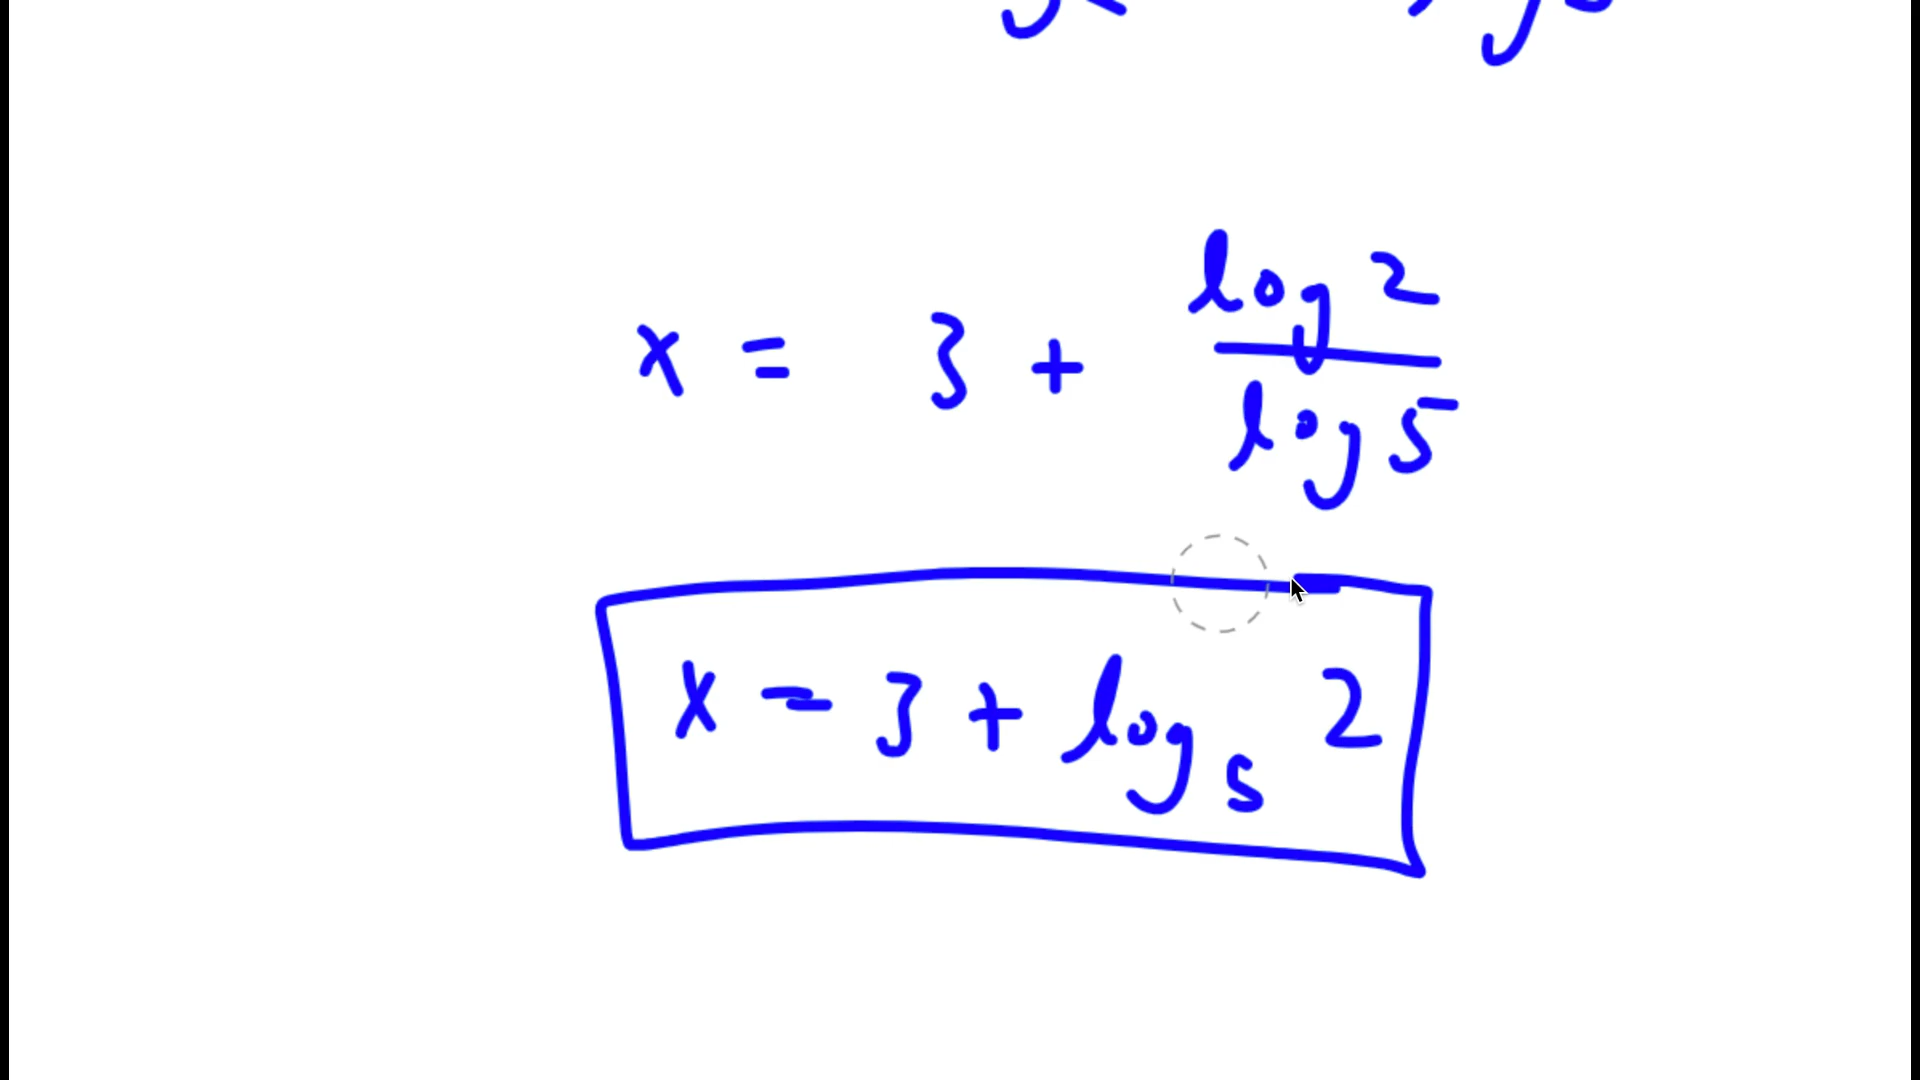 x = 3 + log 2 / log 5
x = 3 + log₅ 2